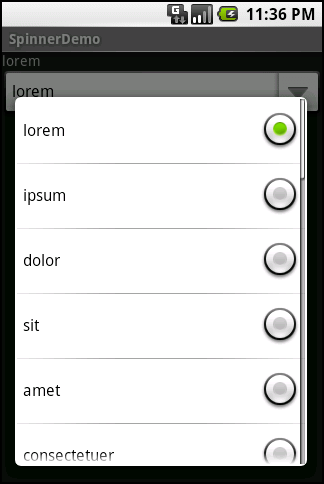 11:36 PM
SpinnerDemo
lorem
lorem
lorem
ipsum
dolor
sit
amet
consectetuer